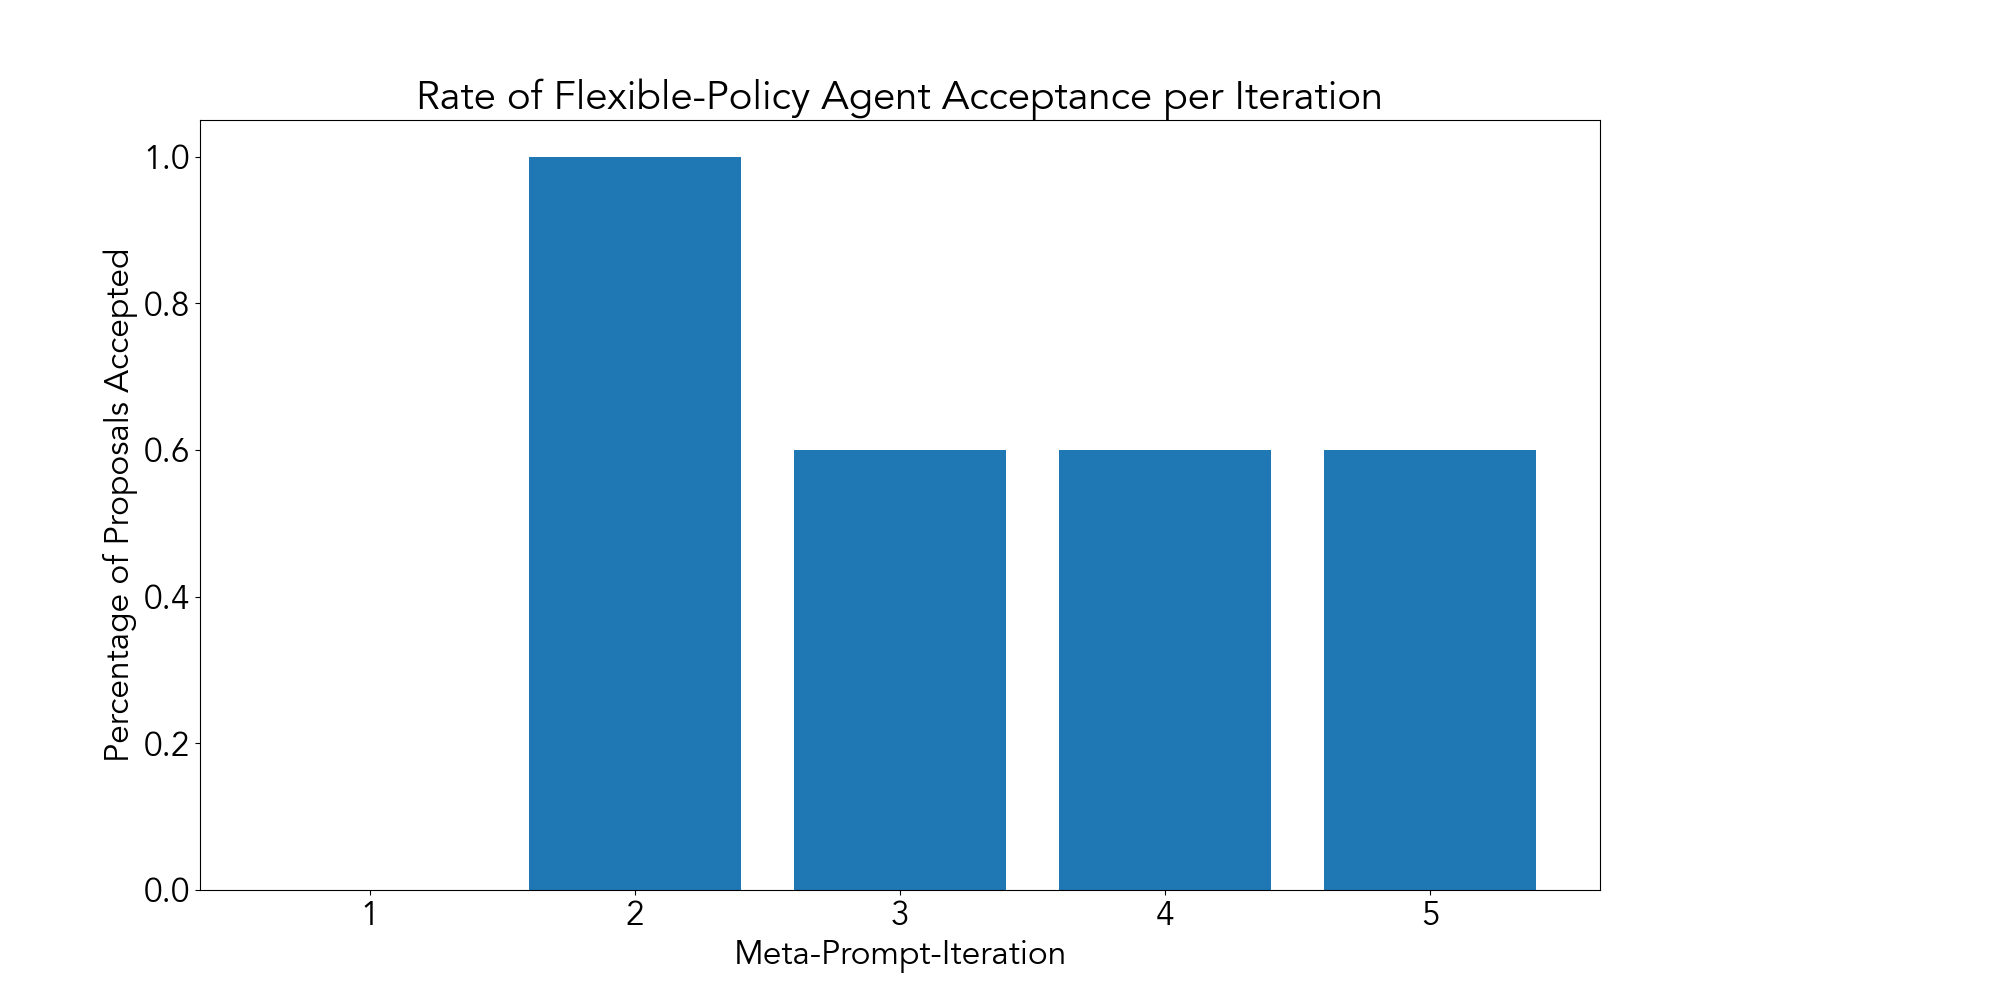 Rate of Flexible-Policy Agent Acceptance per Iteration
Percentage of Proposals Accepted
1.0
0.8
0.6
0.4
0.2
0.0
1 2 3 4 5
Meta-Prompt-Iteration